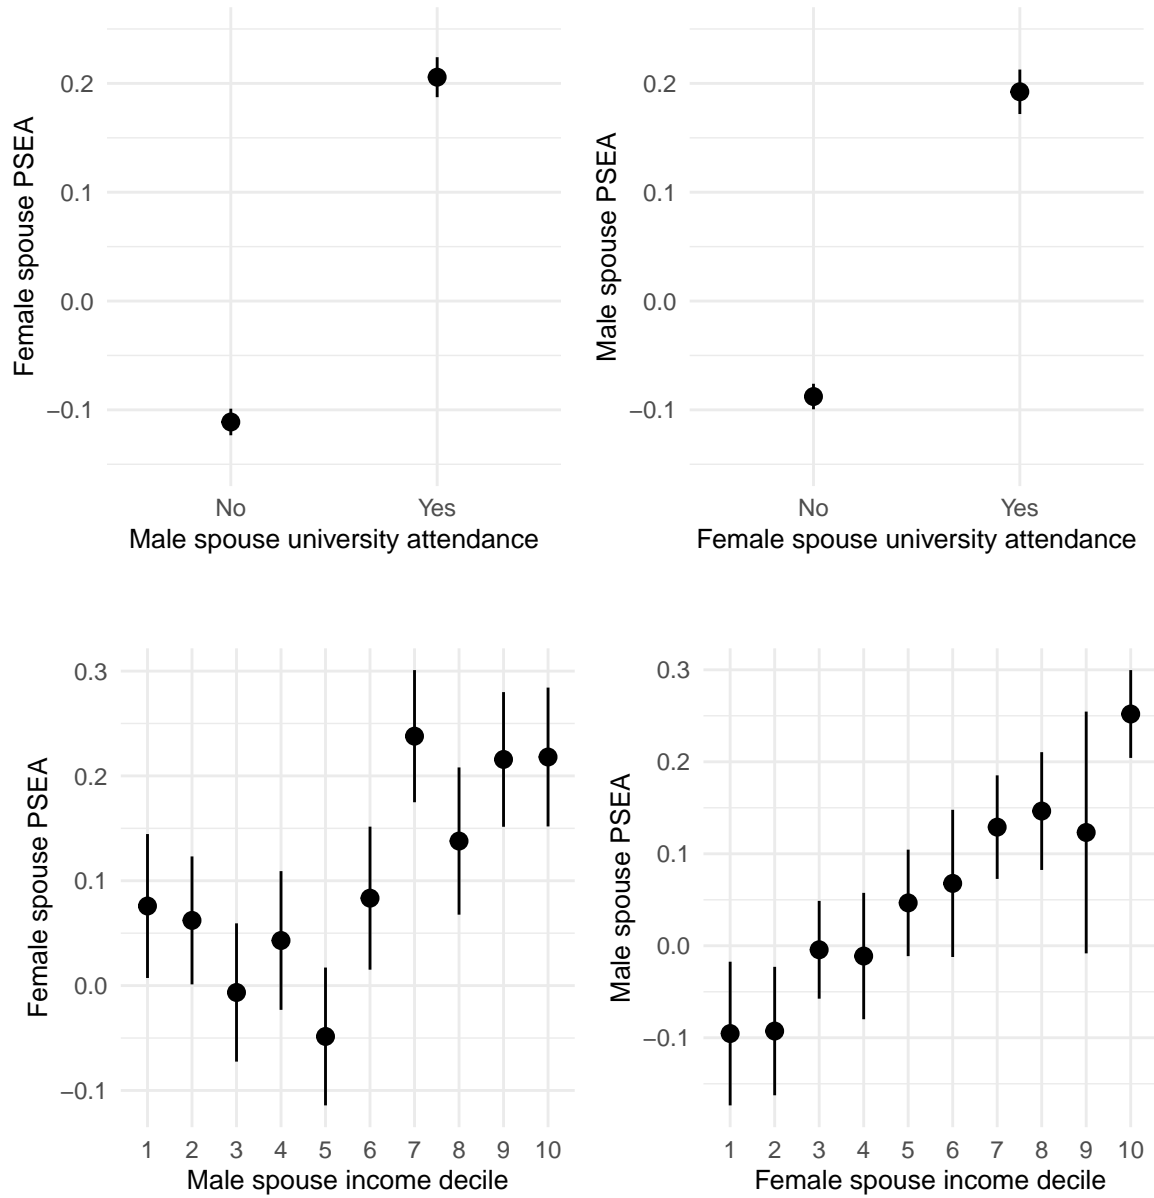 Female spouse PSEA
0.2
0.1
0.0
−0.1
No Yes
Male spouse university attendance
Male spouse PSEA
0.2
0.1
0.0
−0.1
No Yes
Female spouse university attendance
Female spouse PSEA
0.3
0.2
0.1
0.0
−0.1
1 2 3 4 5 6 7 8 9 10
Male spouse income decile
Male spouse PSEA
0.3
0.2
0.1
0.0
−0.1
1 2 3 4 5 6 7 8 9 10
Female spouse income decile